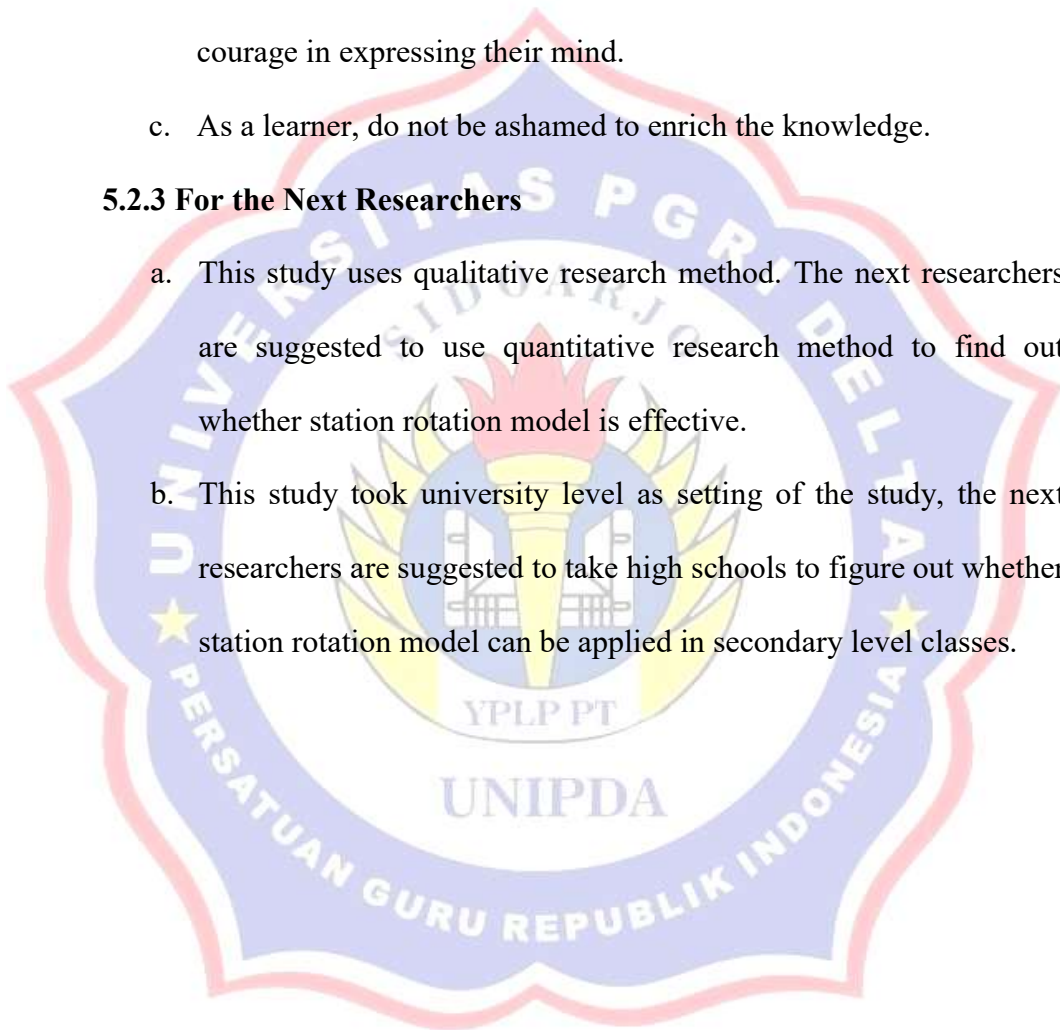 courage in expressing their mind.
c. As a learner, do not be ashamed to enrich the knowledge.
5.2.3 For the Next Researchers
a. This study uses qualitative research method. The next researchers
are suggested to use quantitative research method to find out
whether station rotation model is effective.
b. This study took university level as setting of the study, the next
researchers are suggested to take high schools to figure out whether
station rotation model can be applied in secondary level classes.
UNIVERSITAS PGRI DELTA
SIDOARJO
YPLP PT
UNIPDA
PERSATUAN GURU REPUBLIK INDONESIA